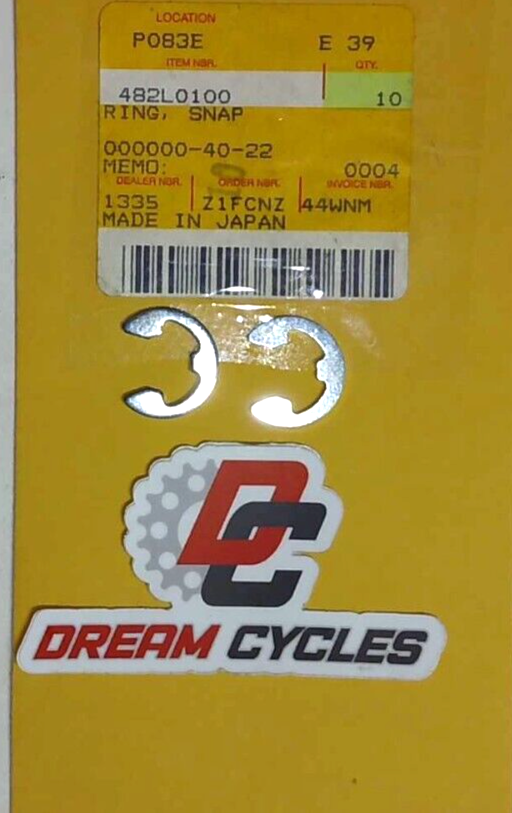 LOCATION
P083E E 39
ITEM NBR. QTY.
482L0100 10
RING, SNAP
000000-40-22
MEMO: 0004
DEALER NBR. ORDER NBR. INVOICE NBR.
1335 Z1FCNZ 44WNM
MADE IN JAPAN
DC
DREAM CYCLES